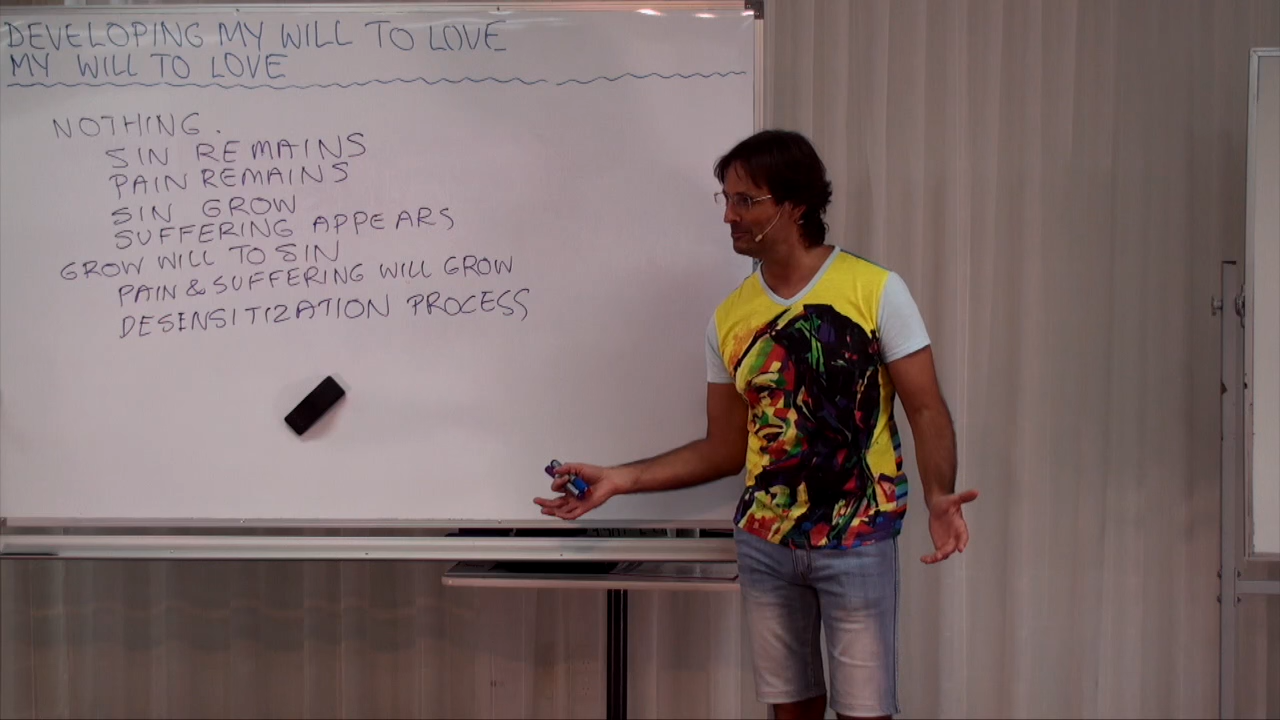 DEVELOPING MY WILL TO LOVE
MY WILL TO LOVE
NOTHING.
SIN REMAINS
PAIN REMAINS
SIN GROW
SUFFERING APPEARS
GROW WILL TO SIN
PAIN & SUFFERING WILL GROW
DESENSITIZATION PROCESS